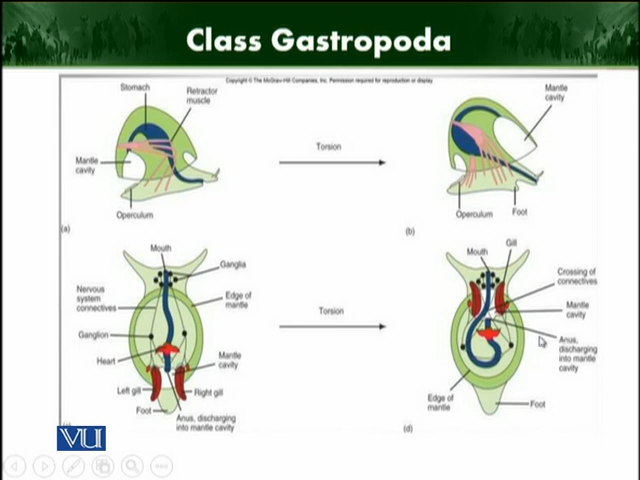 Class Gastropoda
Copyright © The McGraw-Hill Companies, Inc. Permission required for reproduction or display
Stomach
Retractor
muscle
Mantle
cavity
Operculum
(a)
Torsion
Mantle
cavity
Operculum
Foot
(b)
Mouth
Ganglia
Nervous
system
connectives
Edge of
mantle
Ganglion
Heart
Mantle
cavity
Left gill
Right gill
Foot
Anus, discharging
into mantle cavity
Torsion
Mouth
Gill
Crossing of
connectives
Mantle
cavity
Anus,
discharging
into mantle
cavity
Edge of
mantle
Foot
(d)
VU